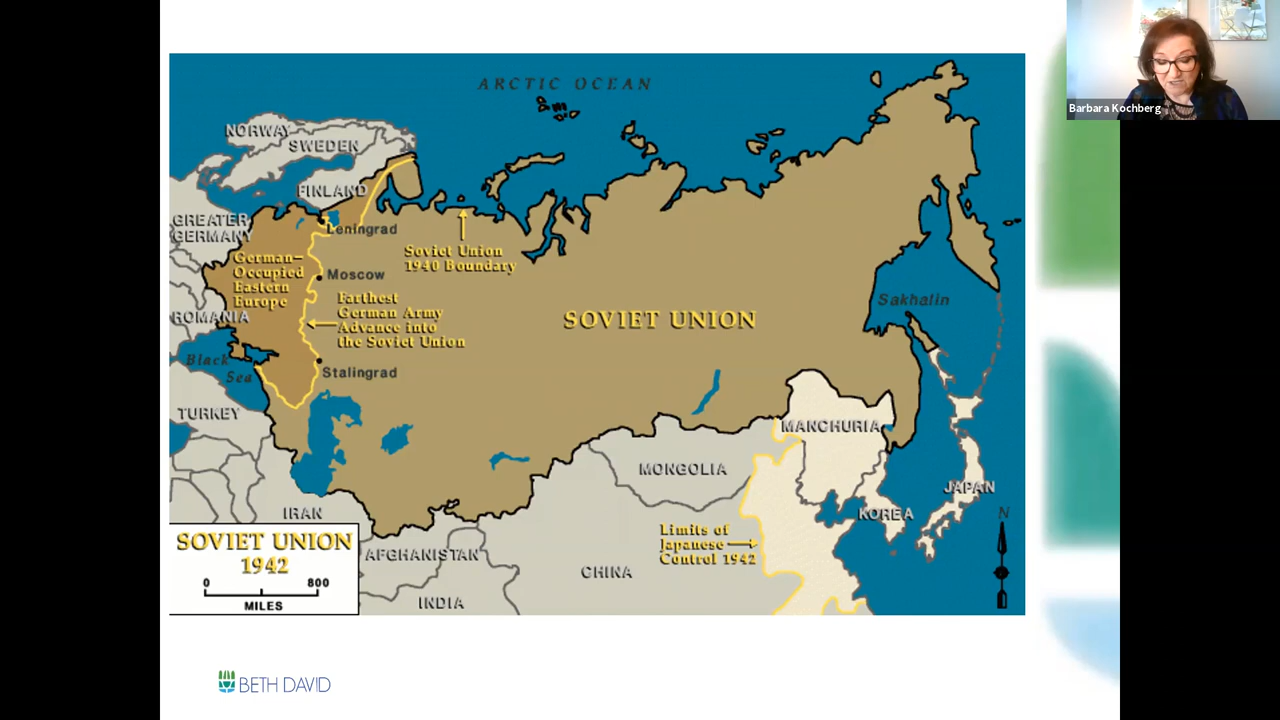 Barbara Kochberg
ARCTIC OCEAN
NORWAY
SWEDEN
FINLAND
GREATER
GERMANY
Leningrad
German-
Occupied
Eastern
Europe
Soviet Union
1940 Boundary
Moscow
Farthest
German Army
Advance into
the Soviet Union
SOVIET UNION
Sakhalin
ROMANIA
Black
Sea
Stalingrad
TURKEY
MANCHURIA
MONGOLIA
JAPAN
KOREA
N
IRAN
Limits of
Japanese
Control 1942
AFGHANISTAN
CHINA
INDIA
SOVIET UNION
1942
0 800
MILES
BETH DAVID